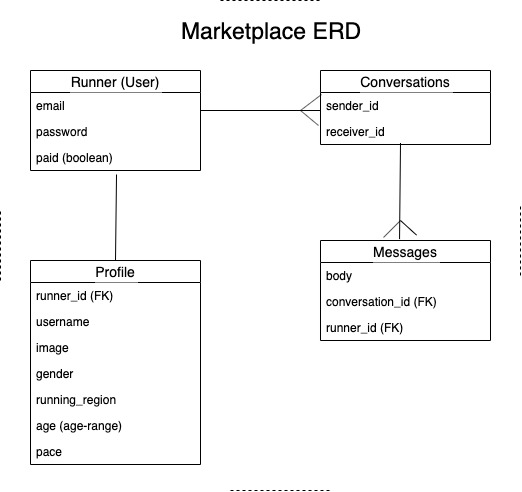 Marketplace ERD
Runner (User)
email
password
paid (boolean)
Conversations
sender_id
receiver_id
Profile
runner_id (FK)
username
image
gender
running_region
age (age-range)
pace
Messages
body
conversation_id (FK)
runner_id (FK)